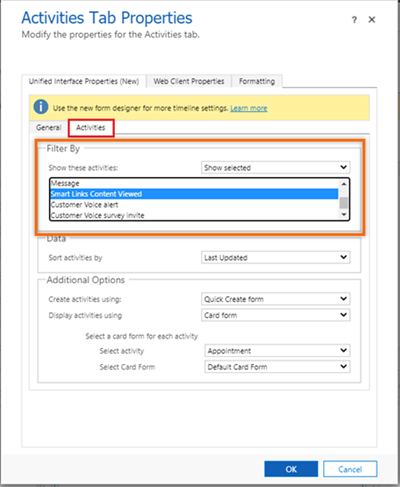 Activities Tab Properties
? ×
Modify the properties for the Activities tab.
Unified Interface Properties (New) Web Client Properties Formatting
Use the new form designer for more timeline settings. Learn more
General Activities
Filter By
Show these activities: Show selected
Message
Smart Links Content Viewed
Customer Voice alert
Customer Voice survey invite
Data
Sort activities by Last Updated
Additional Options
Create activities using: Quick Create form
Display activities using Card form
Select a card form for each activity
Select activity Appointment
Select Card Form Default Card Form
OK Cancel